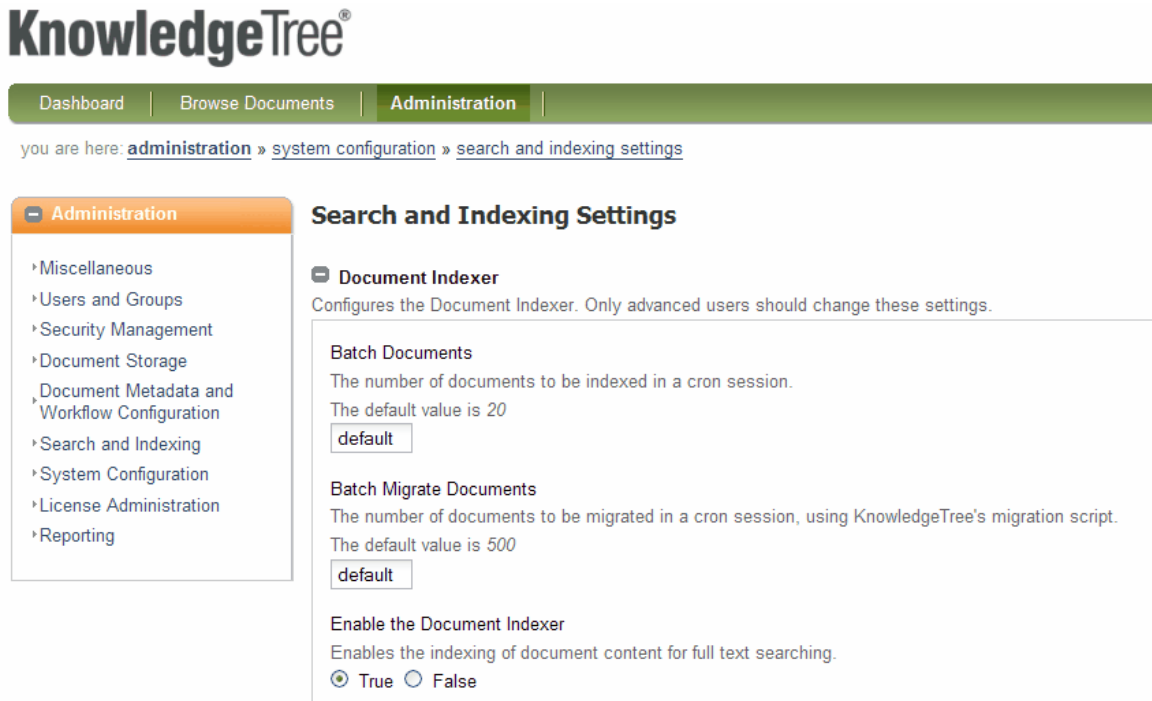 KnowledgeTree®
Dashboard Browse Documents Administration
you are here: administration » system configuration » search and indexing settings
Administration
Miscellaneous
Users and Groups
Security Management
Document Storage
Document Metadata and
Workflow Configuration
Search and Indexing
System Configuration
License Administration
Reporting
Search and Indexing Settings
Document Indexer
Configures the Document Indexer. Only advanced users should change these settings.
Batch Documents
The number of documents to be indexed in a cron session.
The default value is 20
default
Batch Migrate Documents
The number of documents to be migrated in a cron session, using KnowledgeTree's migration script.
The default value is 500
default
Enable the Document Indexer
Enables the indexing of document content for full text searching.
True False